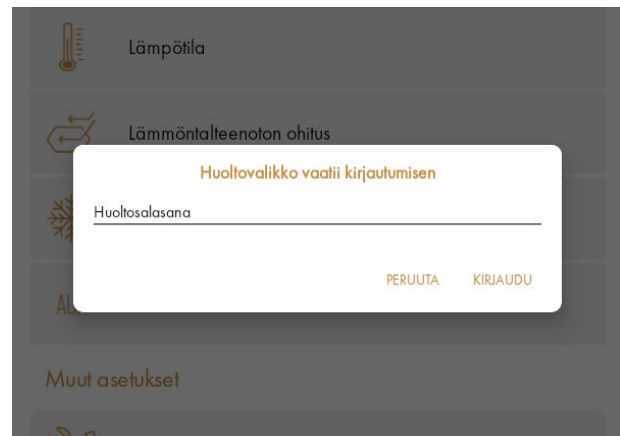 Lämpötila
Lämmöntalteenoton ohitus
Huoltovalikko vaatii kirjautumisen
Huoltosalasana
PERUUTA KIRJAUDU
Muut asetukset